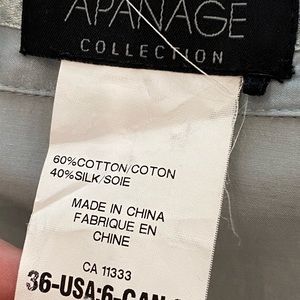 APANAGE
COLLECTION
60%COTTON/COTON
40%SILK/SOIE
MADE IN CHINA
FABRIQUE EN
CHINE
CA 11333
36-USA:6-CAN